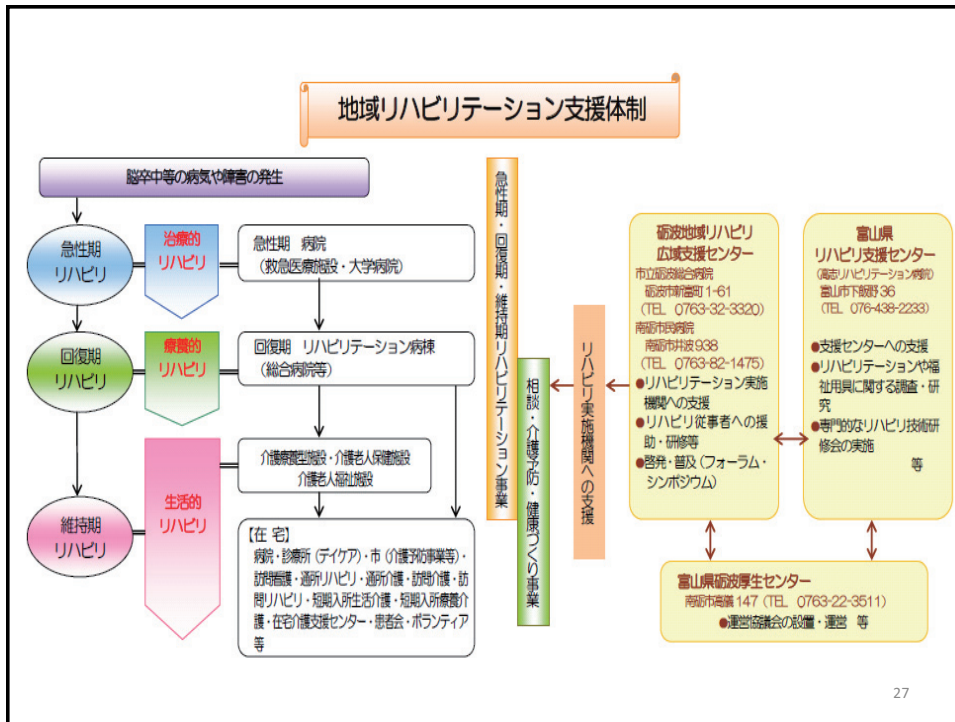 地域リハビリテーション支援体制
脳卒中等の病気や障害の発生
急性期
リハビリ
治療的
リハビリ
急性期 病院
（救急医療施設・大学病院）
回復期
リハビリ
療養的
リハビリ
回復期 リハビリテーション病棟
（総合病院等）
維持期
リハビリ
生活的
リハビリ
介護療養型施設・介護老人保健施設
介護老人福祉施設
【在 宅】
病院・診療所（デイケア）・市（介護予防事業等）・
訪問看護・通所リハビリ・通所介護・訪問介護・訪
問リハビリ・短期入所生活介護・短期入所療養介
護・在宅介護支援センター・患者会・ボランティア
等
急性期・回復期・維持期リハビリテーション事業
相談・介護予防・健康づくり事業
リハビリ実施機関への支援
砺波地域リハビリ
広域支援センター
市立砺波総合病院
砺波市新富町1-61
（TEL 0763-32-3320）
南砺市民病院
南砺市井波938
（TEL 0763-82-1475）
●リハビリテーション実施
機関への支援
●リハビリ従事者への援
助・研修等
●啓発・普及（フォーラム・
シンポジウム）
富山県
リハビリ支援センター
（高志リハビリテーション病院）
富山市下飯野36
（TEL 076-438-2233）
●支援センターへの支援
●リハビリテーションや福
祉用具に関する調査・研
究
●専門的なリハビリ技術研
修会の実施
等
富山県砺波厚生センター
南砺市高儀147（TEL 0763-22-3511）
●運営協議会の設置・運営 等
27